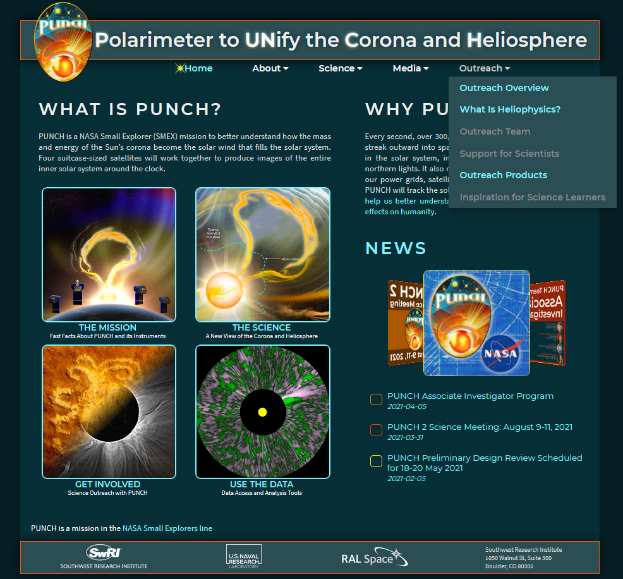 PUNCH
Polarimeter to UNify the Corona and Heliosphere
Home About Science Media Outreach
Outreach Overview
What Is Heliophysics?
Outreach Team
Support for Scientists
Outreach Products
Inspiration for Science Learners
WHAT IS PUNCH?
PUNCH is a NASA Small Explorer (SMEX) mission to better understand how the mass
and energy of the Sun's corona become the solar wind that fills the solar system.
Four suitcase-sized satellites will work together to produce images of the entire
inner solar system around the clock.
THE MISSION
Fast Facts About PUNCH and its Instruments
THE SCIENCE
A New View of the Corona and Heliosphere
GET INVOLVED
Science Outreach with PUNCH
USE THE DATA
Data Access and Analysis Tools
WHY PU
Every second, over 300,
streak outward into spa
in the solar system, in
northern lights. It also
our power grids, satelli
PUNCH will track the so
help us better understa
effects on humanity.
NEWS
PUNCH
NASA
PUNCH Associate Investigator Program
2021-04-05
PUNCH 2 Science Meeting: August 9-11, 2021
2021-03-31
PUNCH Preliminary Design Review Scheduled
for 18-20 May 2021
2021-02-05
PUNCH is a mission in the NASA Small Explorers line
SwRI
SOUTHWEST RESEARCH INSTITUTE
U.S. NAVAL
RESEARCH
LABORATORY
RAL Space
Southwest Research Institute
1050 Walnut St, Suite 300
Boulder, CO 80302